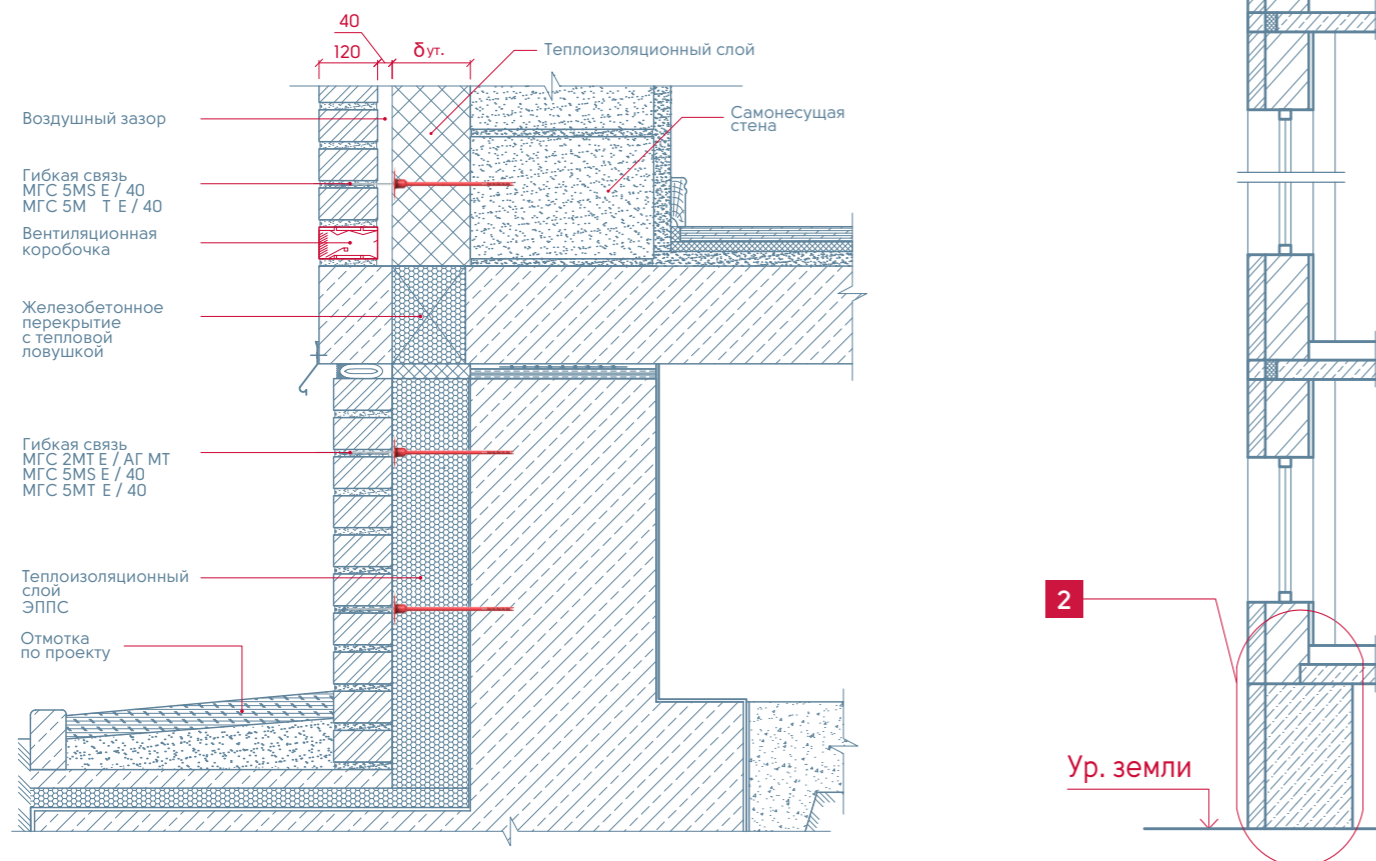 40
120
δут.
Теплоизоляционный слой
Воздушный зазор
Самонесущая
стена
Гибкая связь
МГС 5MS E / 40
МГС 5М Т Е / 40
Вентиляционная
коробочка
Железобетонное
перекрытие
с тепловой
ловушкой
Гибкая связь
МГС 2МТ Е / АГ МТ
МГС 5MS E / 40
МГС 5МТ Е / 40
Теплоизоляционный
слой
ЭППС
Отмотка
по проекту
2
Ур. земли